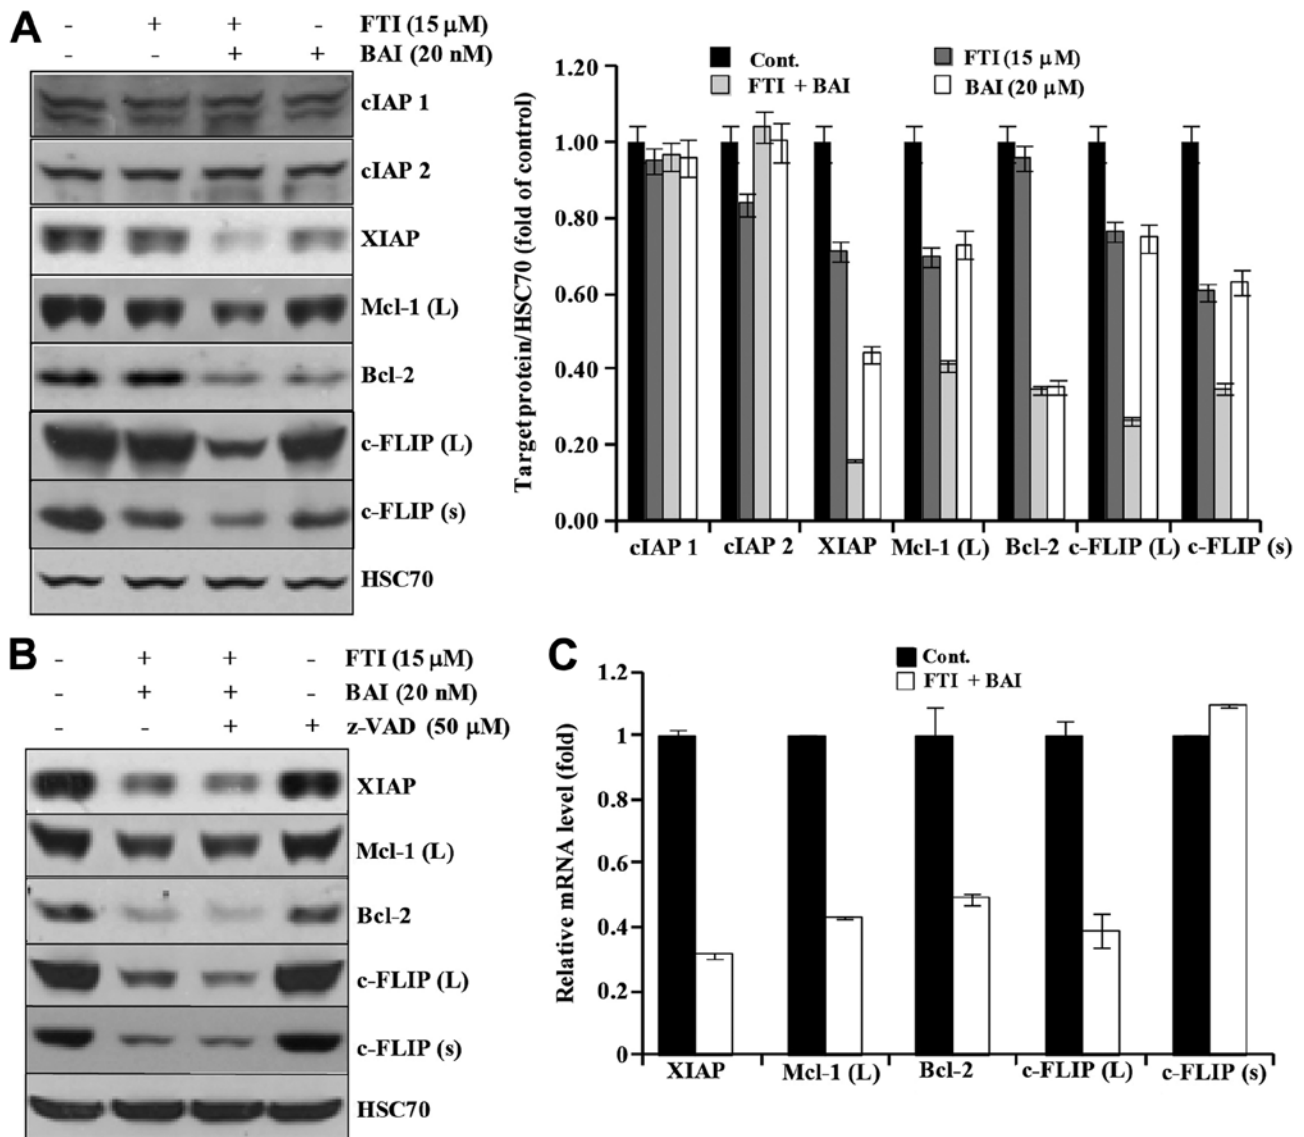 A
- + + - FTI (15 µM)
- - + + BAI (20 nM)
cIAP 1
cIAP 2
XIAP
Mcl-1 (L)
Bcl-2
c-FLIP (L)
c-FLIP (s)
HSC70
Cont. FTI (15 µM)
FTI + BAI BAI (20 µM)
Target protein/HSC70 (fold of control)
1.20
1.00
0.80
0.60
0.40
0.20
0.00
cIAP 1 cIAP 2 XIAP Mcl-1 (L) Bcl-2 c-FLIP (L) c-FLIP (s)
B
- + + - FTI (15 µM)
- + + - BAI (20 nM)
- - + + z-VAD (50 µM)
XIAP
Mcl-1 (L)
Bcl-2
c-FLIP (L)
c-FLIP (s)
HSC70
C
Cont.
FTI + BAI
Relative mRNA level (fold)
1.2
1
0.8
0.6
0.4
0.2
0
XIAP Mcl-1 (L) Bcl-2 c-FLIP (L) c-FLIP (s)